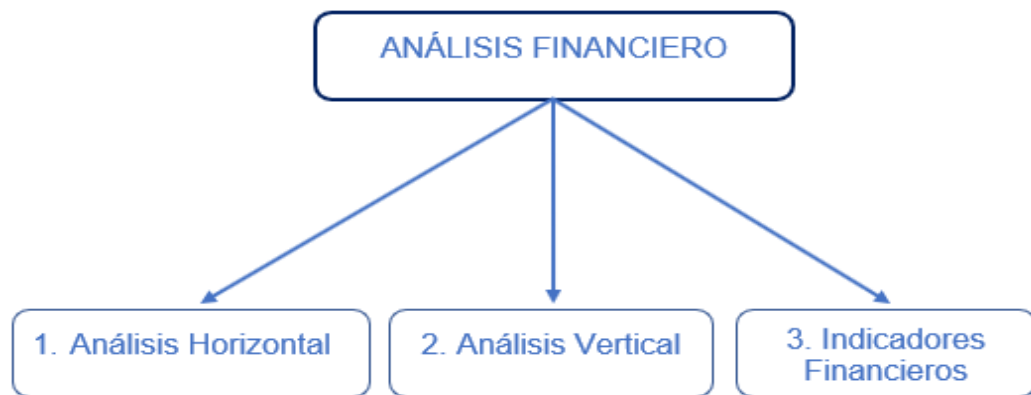 ANÁLISIS FINANCIERO
1. Análisis Horizontal
2. Análisis Vertical
3. Indicadores
Financieros